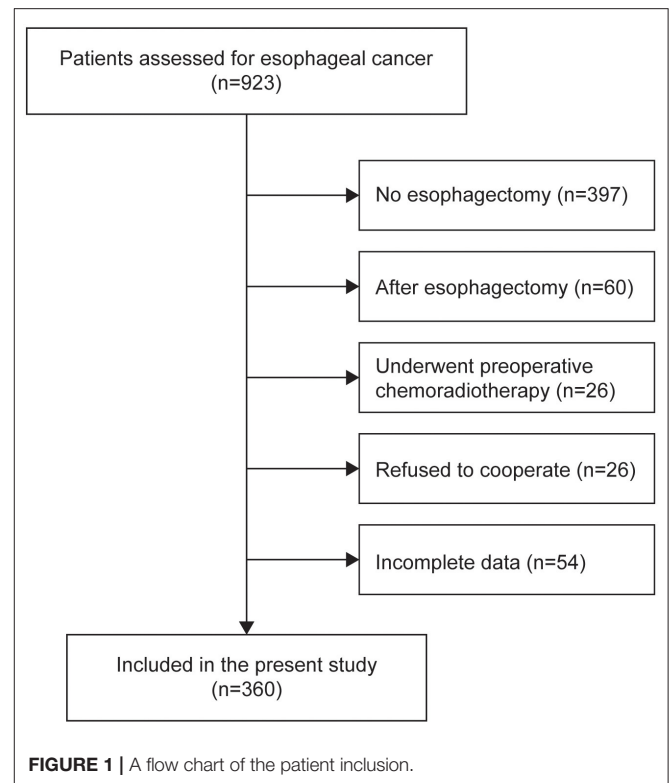 Patients assessed for esophageal cancer
(n=923)
No esophagectomy (n=397)
After esophagectomy (n=60)
Underwent preoperative
chemoradiotherapy (n=26)
Refused to cooperate (n=26)
Incomplete data (n=54)
Included in the present study
(n=360)
FIGURE 1 | A flow chart of the patient inclusion.